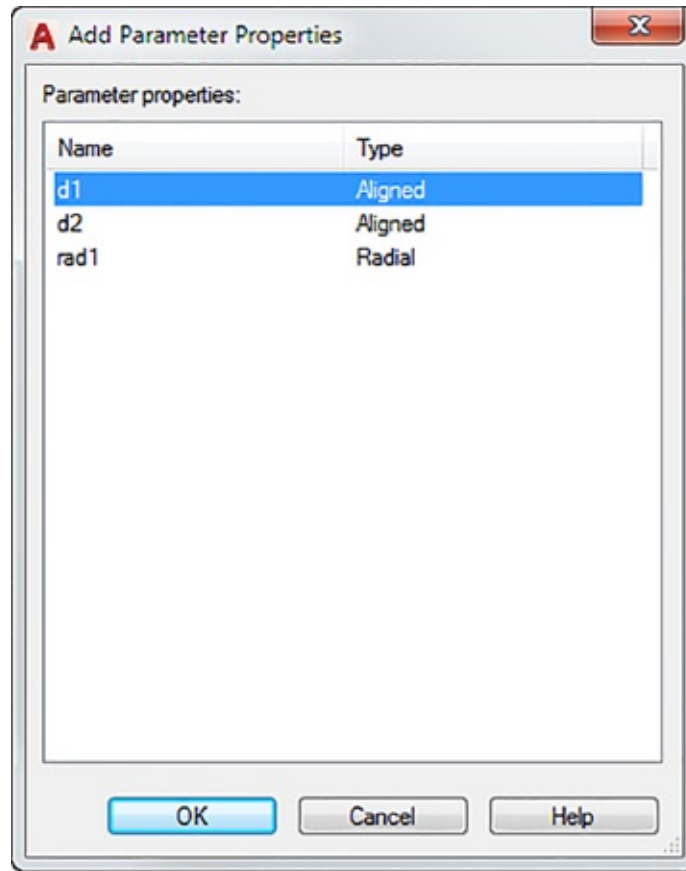 A Add Parameter Properties
Parameter properties:
Name Type
d1 Aligned
d2 Aligned
rad1 Radial
OK Cancel Help